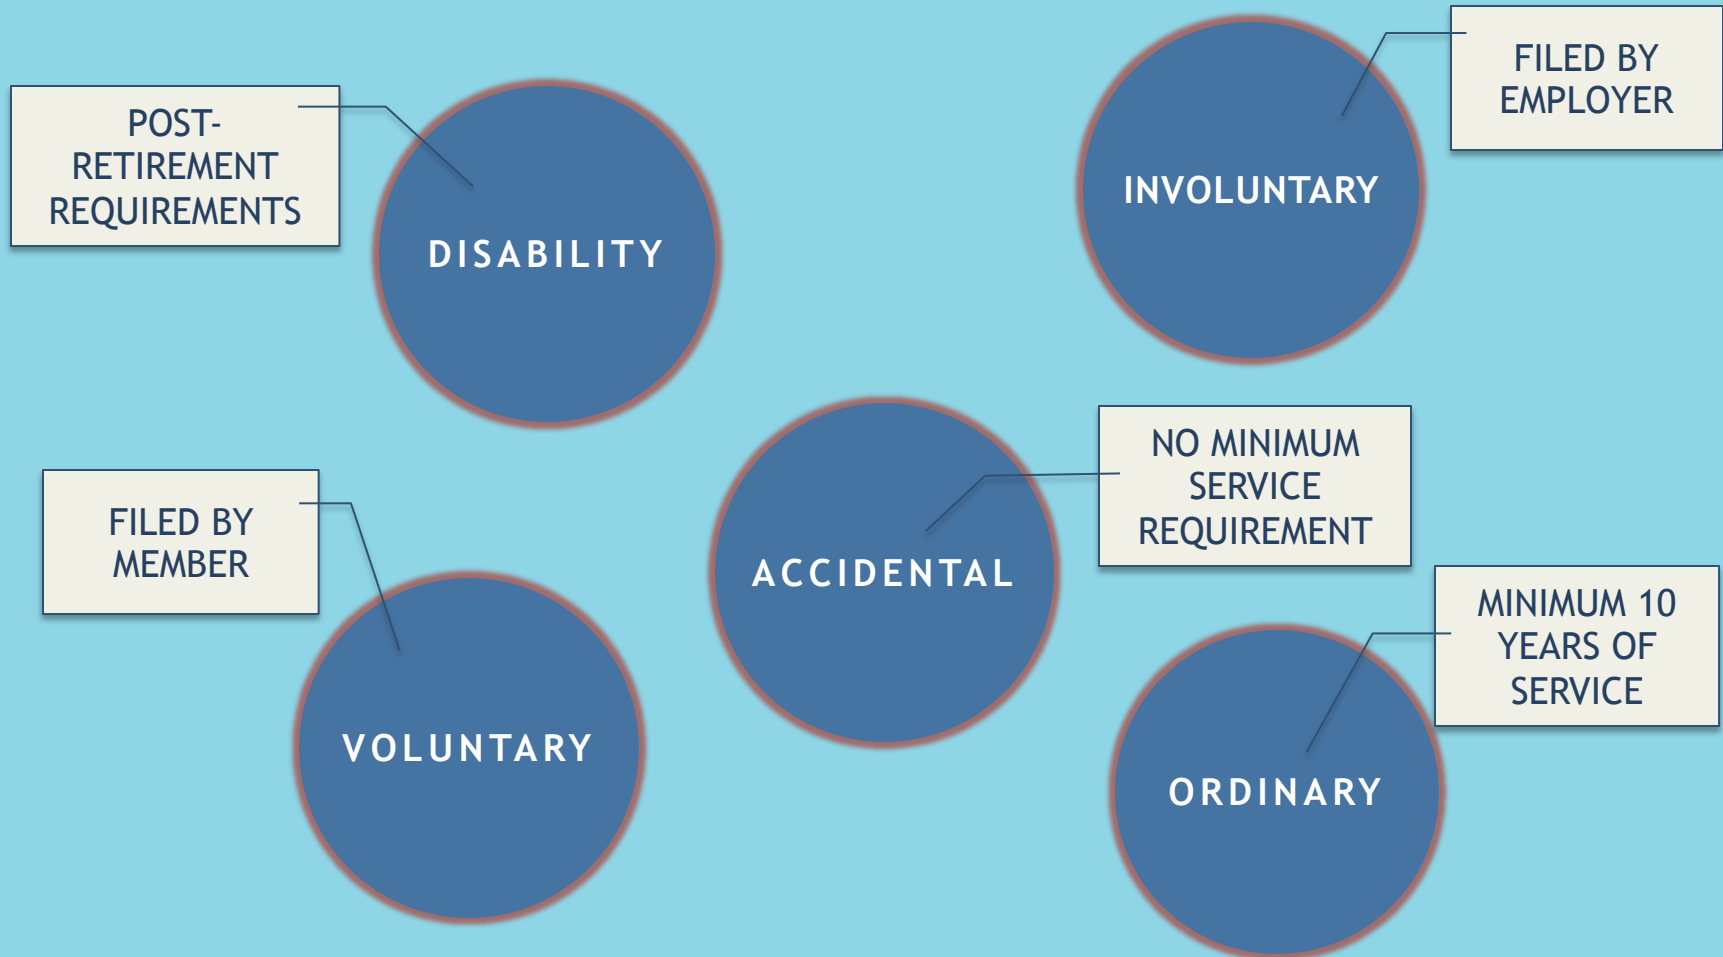 POST-
RETIREMENT
REQUIREMENTS
DISABILITY
FILED BY
EMPLOYER
INVOLUNTARY
NO MINIMUM
SERVICE
REQUIREMENT
ACCIDENTAL
FILED BY
MEMBER
VOLUNTARY
MINIMUM 10
YEARS OF
SERVICE
ORDINARY